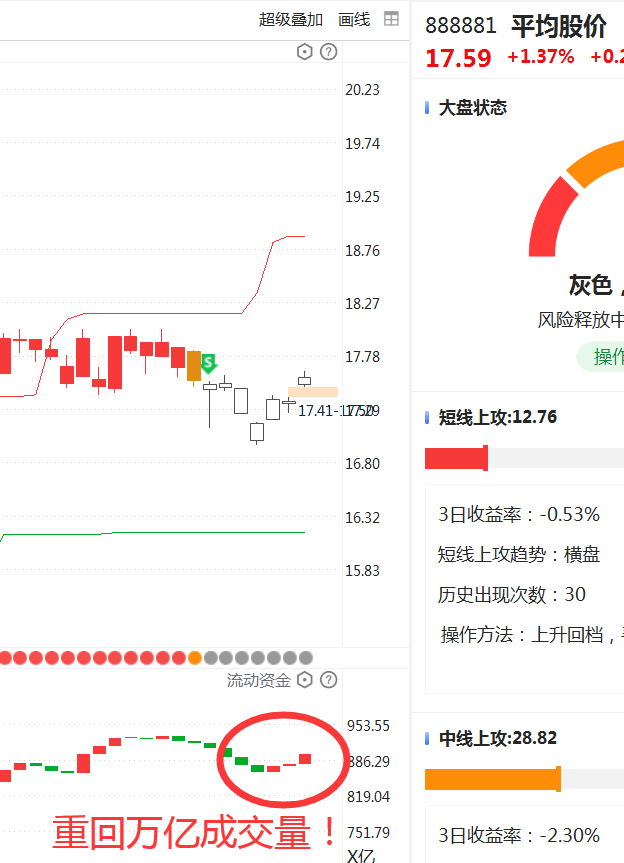 超级叠加 画线
20.23
19.74
19.25
18.76
18.27
17.78
17.29
16.80
16.32
15.83
S
17.41-17.50
流动资金
953.55
886.29
819.04
751.79
X亿
重回万亿成交量！
888881 平均股价
17.59 +1.37% +0.2
大盘状态
灰色，
风险释放中
操作
短线上攻:12.76
3日收益率：-0.53%
短线上攻趋势：横盘
历史出现次数：30
操作方法：上升回档，
中线上攻:28.82
3日收益率：-2.30%